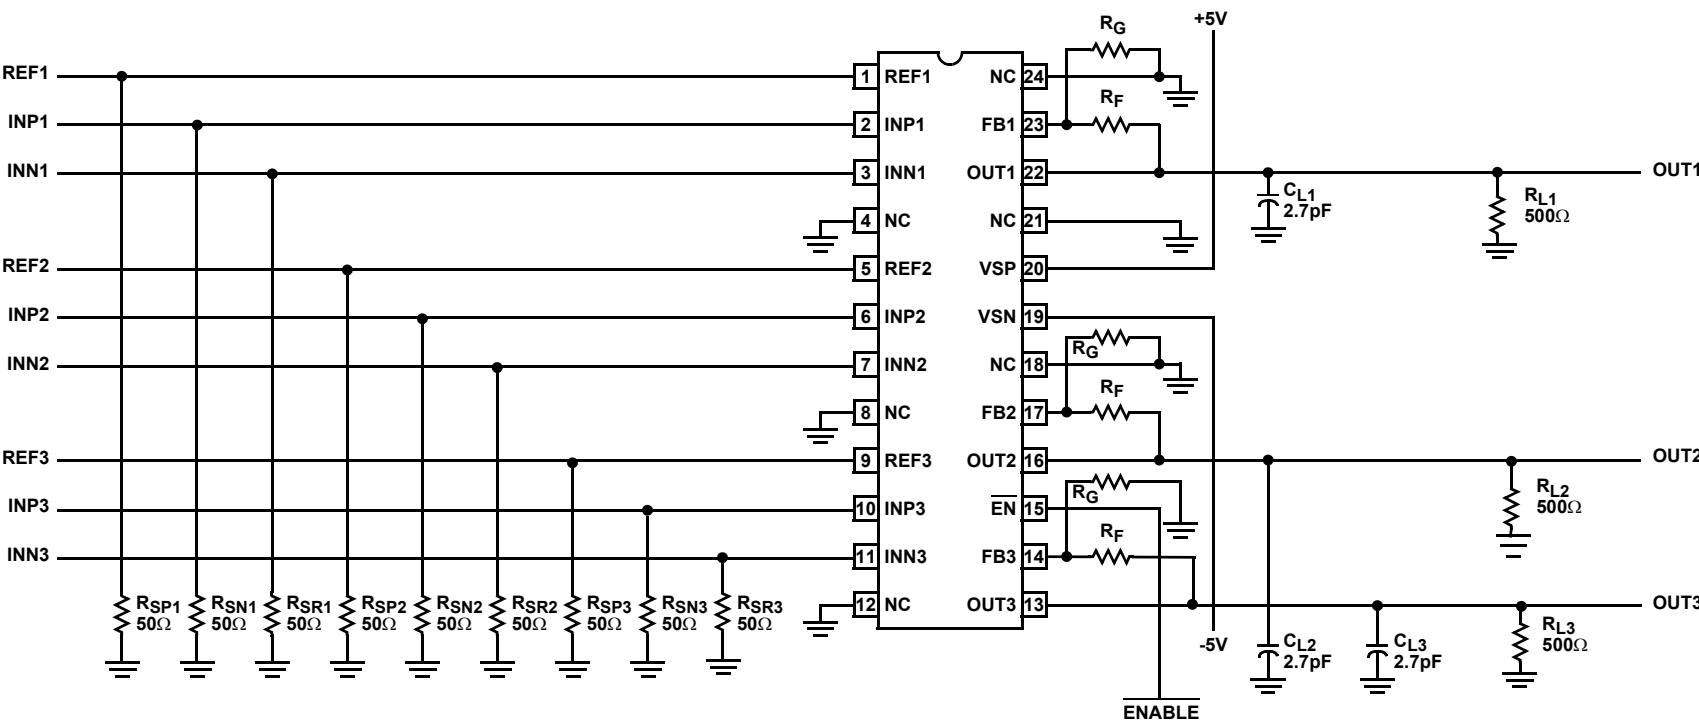 +5V
RG
REF1
1 REF1
NC 24
RF
INP1
2 INP1
FB1 23
INN1
3 INN1
OUT1 22
OUT1
CL1
2.7pF
RL1
500Ω
4 NC
NC 21
REF2
5 REF2
VSP 20
INP2
6 INP2
VSN 19
RG
INN2
7 INN2
NC 18
RF
8 NC
FB2 17
REF3
9 REF3
OUT2 16
OUT2
RG
RL2
500Ω
INP3
10 INP3
EN 15
RF
INN3
11 INN3
FB3 14
RSP1
50Ω
RSN1
50Ω
RSR1
50Ω
RSP2
50Ω
RSN2
50Ω
RSR2
50Ω
RSP3
50Ω
RSN3
50Ω
RSR3
50Ω
12 NC
OUT3 13
OUT3
-5V
CL2
2.7pF
CL3
2.7pF
RL3
500Ω
ENABLE